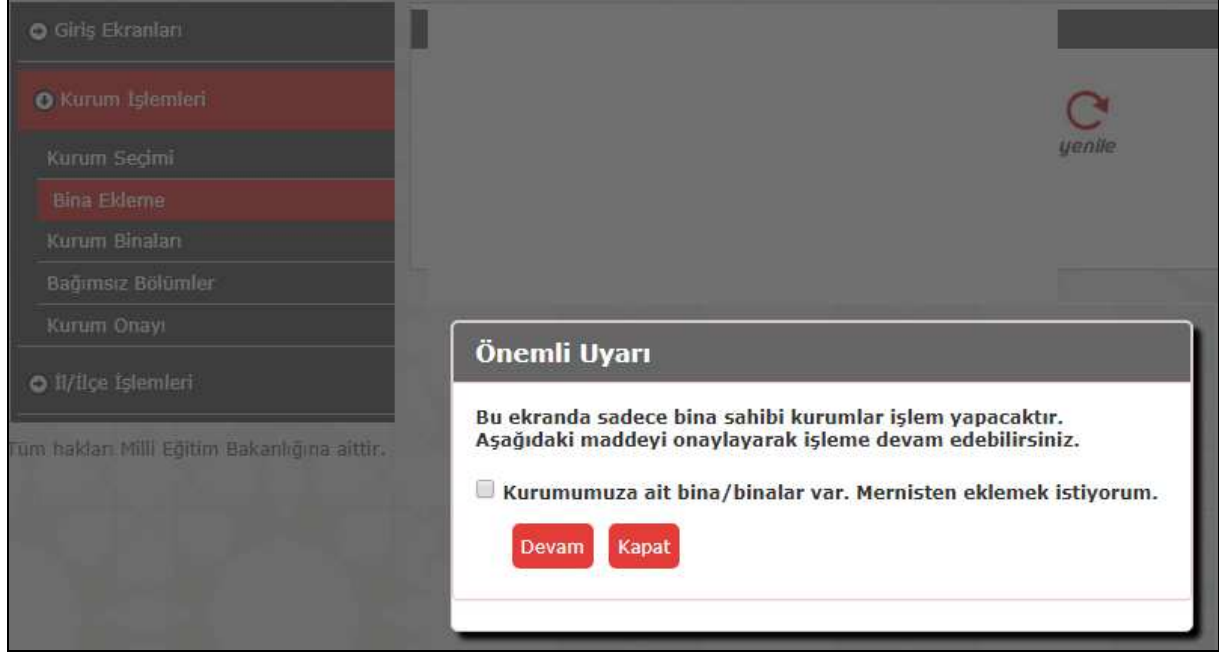 Giriş Ekranları
Kurum İşlemleri
Kurum Seçimi
Bina Ekleme
Kurum Binaları
Bağımsız Bölümler
Kurum Onayı
İl/İlçe İşlemleri
Tüm hakları Milli Eğitim Bakanlığına aittir.
yenile
Önemli Uyarı
Bu ekranda sadece bina sahibi kurumlar işlem yapacaktır.
Aşağıdaki maddeyi onaylayarak işleme devam edebilirsiniz.
Kurumumuza ait bina/binalar var. Mernisten eklemek istiyorum.
Devam Kapat